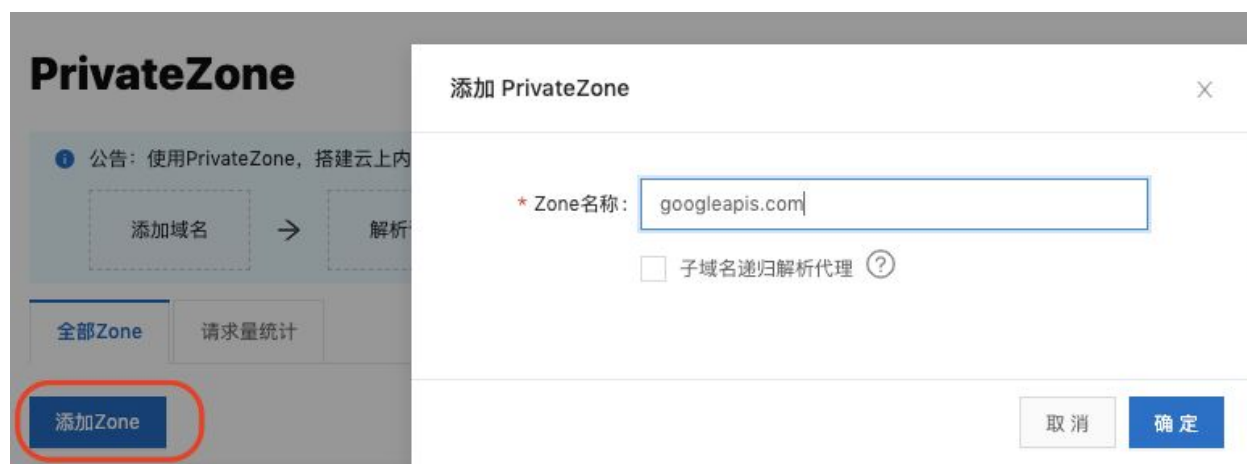 PrivateZone
公告：使用PrivateZone，搭建云上内
添加域名
解析
全部Zone
请求量统计
添加Zone
添加 PrivateZone
* Zone名称：
googleapis.com
子域名递归解析代理
取 消
确 定